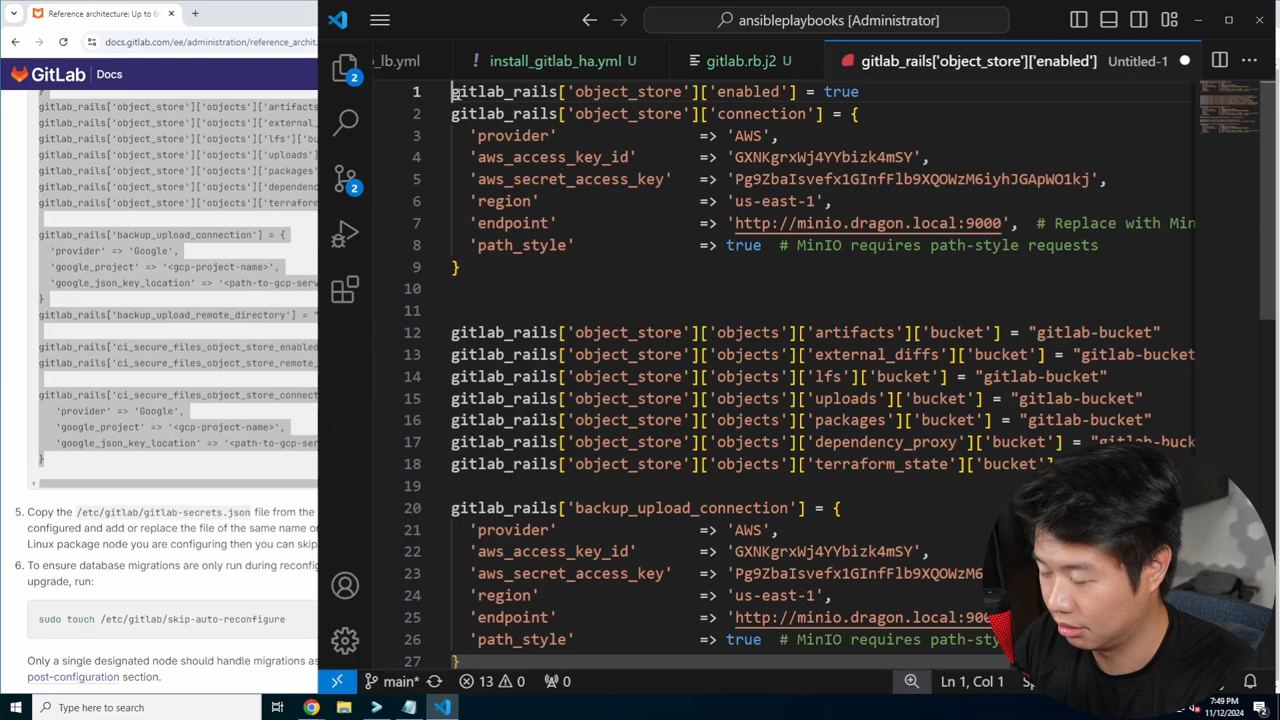 Reference architecture: Up to 6
docs.gitlab.com/ee/administration/reference_archit.
GitLab Docs
gitlab_rails['object_store']['objects']['artifacts'
gitlab_rails['object_store']['objects']['external_
gitlab_rails['object_store']['objects']['lfs']['bu
gitlab_rails['object_store']['objects']['uploads']
gitlab_rails['object_store']['objects']['packages'
gitlab_rails['object_store']['objects']['dependenc
gitlab_rails['object_store']['objects']['terraform
gitlab_rails['backup_upload_connection'] = {
'provider' => 'Google',
'google_project' => '<gcp-project-name>',
'google_json_key_location' => '<path-to-gcp-serv
}
gitlab_rails['backup_upload_remote_directory'] = "
gitlab_rails['ci_secure_files_object_store_enabled
gitlab_rails['ci_secure_files_object_store_remote_
gitlab_rails['ci_secure_files_object_store_connect
'provider' => 'Google',
'google_project' => '<gcp-project-name>',
'google_json_key_location' => '<path-to-gcp-serv
}
5. Copy the /etc/gitlab/gitlab-secrets.json file from the
configured and add or replace the file of the same name or
Linux package node you are configuring then you can skip
6. To ensure database migrations are only run during reconfig
upgrade, run:
sudo touch /etc/gitlab/skip-auto-reconfigure
Only a single designated node should handle migrations as
post-configuration section.
ansibleplaybooks [Administrator]
_lb.yml
! install_gitlab_ha.yml U
gitlab.rb.j2 U
gitlab_rails['object_store']['enabled'] Untitled-1
1 gitlab_rails['object_store']['enabled'] = true
2 gitlab_rails['object_store']['connection'] = {
3 'provider' => 'AWS',
4 'aws_access_key_id' => 'GXNKgrxWj4YYbizk4mSY',
5 'aws_secret_access_key' => 'Pg9ZbaIsvefx1GInfFlb9XQOWzM6iyhJGApWO1kj',
6 'region' => 'us-east-1',
7 'endpoint' => 'http://minio.dragon.local:9000', # Replace with Min
8 'path_style' => true # MinIO requires path-style requests
9 }
10
11
12 gitlab_rails['object_store']['objects']['artifacts']['bucket'] = "gitlab-bucket"
13 gitlab_rails['object_store']['objects']['external_diffs']['bucket'] = "gitlab-bucket
14 gitlab_rails['object_store']['objects']['lfs']['bucket'] = "gitlab-bucket"
15 gitlab_rails['object_store']['objects']['uploads']['bucket'] = "gitlab-bucket"
16 gitlab_rails['object_store']['objects']['packages']['bucket'] = "gitlab-bucket"
17 gitlab_rails['object_store']['objects']['dependency_proxy']['bucket'] = "gitlab-buck
18 gitlab_rails['object_store']['objects']['terraform_state']['bucket'
19
20 gitlab_rails['backup_upload_connection'] = {
21 'provider' => 'AWS',
22 'aws_access_key_id' => 'GXNKgrxWj4YYbizk4mSY',
23 'aws_secret_access_key' => 'Pg9ZbaIsvefx1GInfFlb9XQOWzM6
24 'region' => 'us-east-1',
25 'endpoint' => 'http://minio.dragon.local:900
26 'path_style' => true # MinIO requires path-sty
27 }
main* 13 0 0
Ln 1, Col 1
Type here to search
7:49 PM
11/12/2024